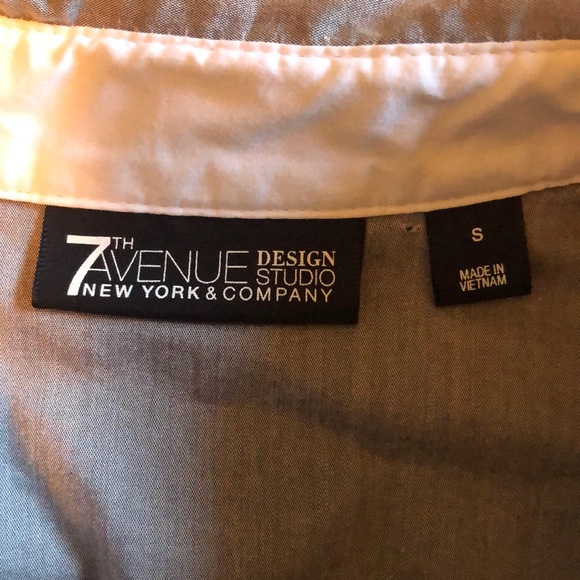 7TH AVENUE DESIGN STUDIO
NEW YORK & COMPANY
S
MADE IN
VIETNAM